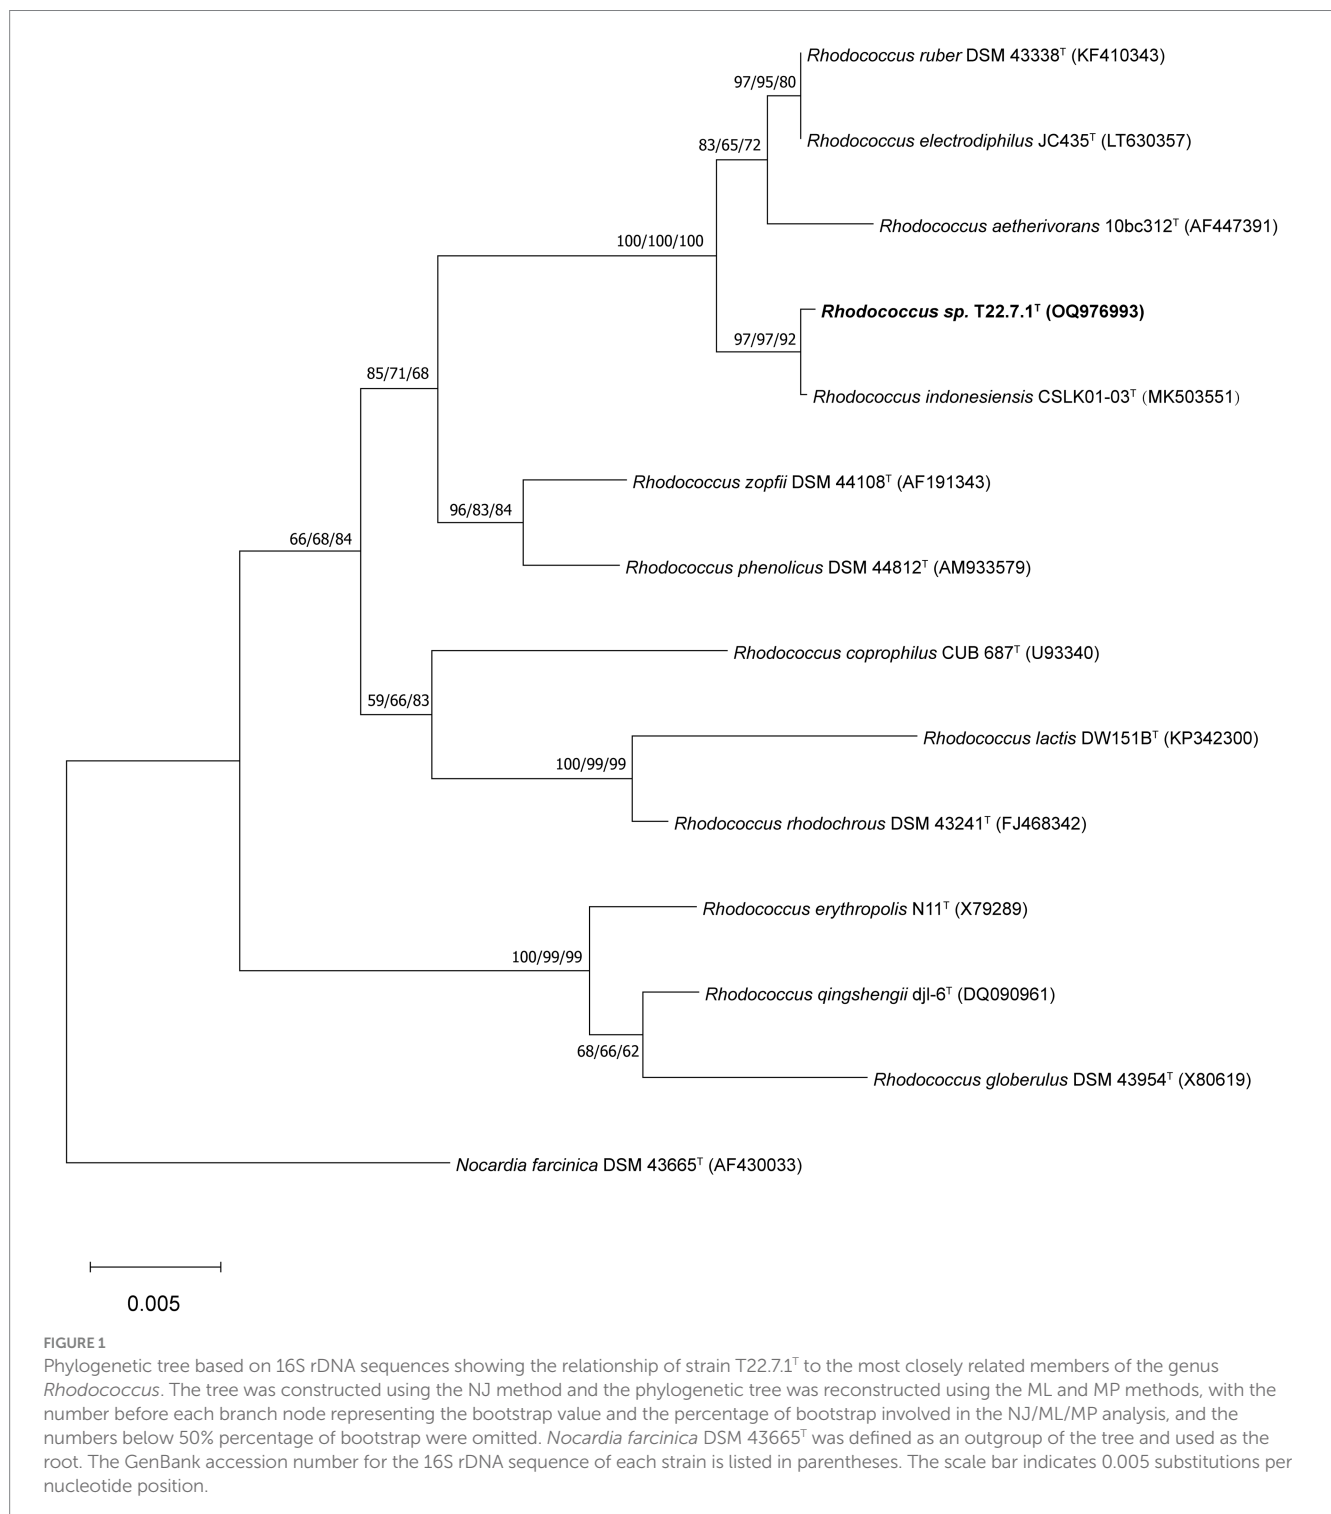 Rhodococcus ruber DSM 43338ᵀ (KF410343)
97/95/80
Rhodococcus electrodiphilus JC435ᵀ (LT630357)
83/65/72
Rhodococcus aetherivorans 10bc312ᵀ (AF447391)
100/100/100
Rhodococcus sp. T22.7.1ᵀ (OQ976993)
97/97/92
85/71/68
Rhodococcus indonesiensis CSLK01-03ᵀ (MK503551)
Rhodococcus zopfii DSM 44108ᵀ (AF191343)
96/83/84
66/68/84
Rhodococcus phenolicus DSM 44812ᵀ (AM933579)
Rhodococcus coprophilus CUB 687ᵀ (U93340)
59/66/83
Rhodococcus lactis DW151Bᵀ (KP342300)
100/99/99
Rhodococcus rhodochrous DSM 43241ᵀ (FJ468342)
Rhodococcus erythropolis N11ᵀ (X79289)
100/99/99
Rhodococcus qingshengii djl-6ᵀ (DQ090961)
68/66/62
Rhodococcus globerulus DSM 43954ᵀ (X80619)
Nocardia farcinica DSM 43665ᵀ (AF430033)
0.005
FIGURE 1
Phylogenetic tree based on 16S rDNA sequences showing the relationship of strain T22.7.1ᵀ to the most closely related members of the genus
Rhodococcus. The tree was constructed using the NJ method and the phylogenetic tree was reconstructed using the ML and MP methods, with the
number before each branch node representing the bootstrap value and the percentage of bootstrap involved in the NJ/ML/MP analysis, and the
numbers below 50% percentage of bootstrap were omitted. Nocardia farcinica DSM 43665ᵀ was defined as an outgroup of the tree and used as the
root. The GenBank accession number for the 16S rDNA sequence of each strain is listed in parentheses. The scale bar indicates 0.005 substitutions per
nucleotide position.